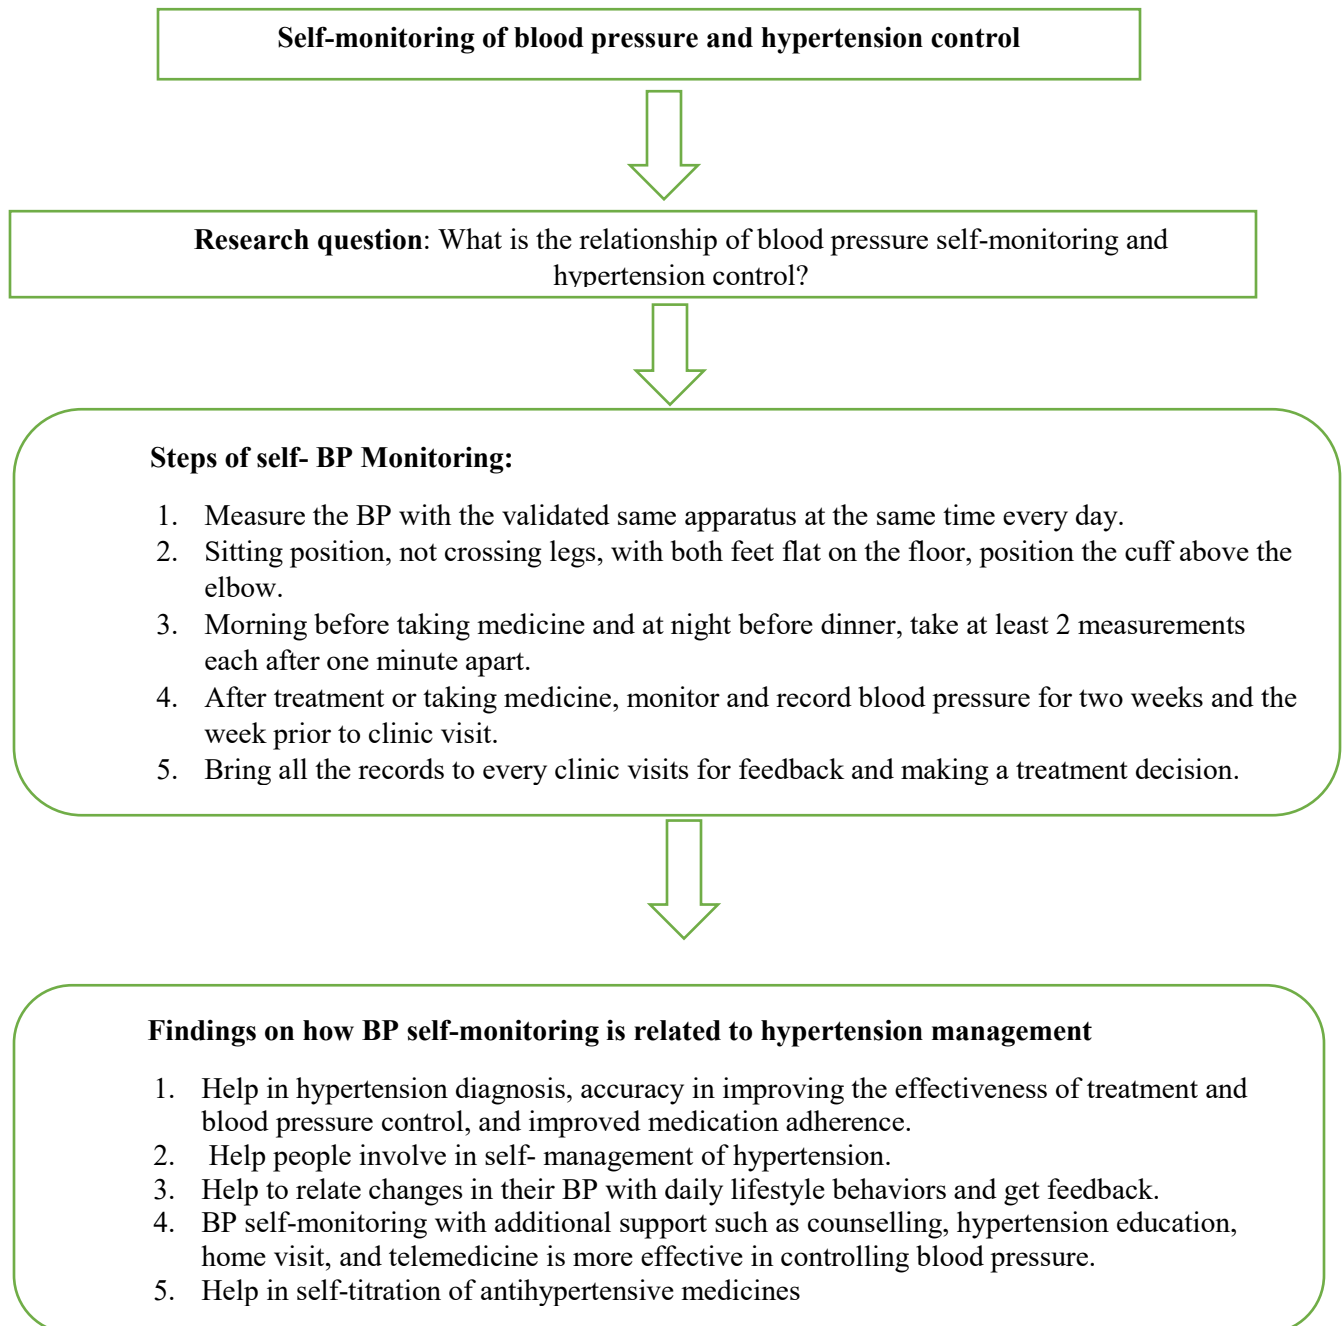 Self-monitoring of blood pressure and hypertension control
Research question: What is the relationship of blood pressure self-monitoring and
hypertension control?
Steps of self- BP Monitoring:
1. Measure the BP with the validated same apparatus at the same time every day.
2. Sitting position, not crossing legs, with both feet flat on the floor, position the cuff above the
elbow.
3. Morning before taking medicine and at night before dinner, take at least 2 measurements
each after one minute apart.
4. After treatment or taking medicine, monitor and record blood pressure for two weeks and the
week prior to clinic visit.
5. Bring all the records to every clinic visits for feedback and making a treatment decision.
Findings on how BP self-monitoring is related to hypertension management
1. Help in hypertension diagnosis, accuracy in improving the effectiveness of treatment and
blood pressure control, and improved medication adherence.
2. Help people involve in self- management of hypertension.
3. Help to relate changes in their BP with daily lifestyle behaviors and get feedback.
4. BP self-monitoring with additional support such as counselling, hypertension education,
home visit, and telemedicine is more effective in controlling blood pressure.
5. Help in self-titration of antihypertensive medicines